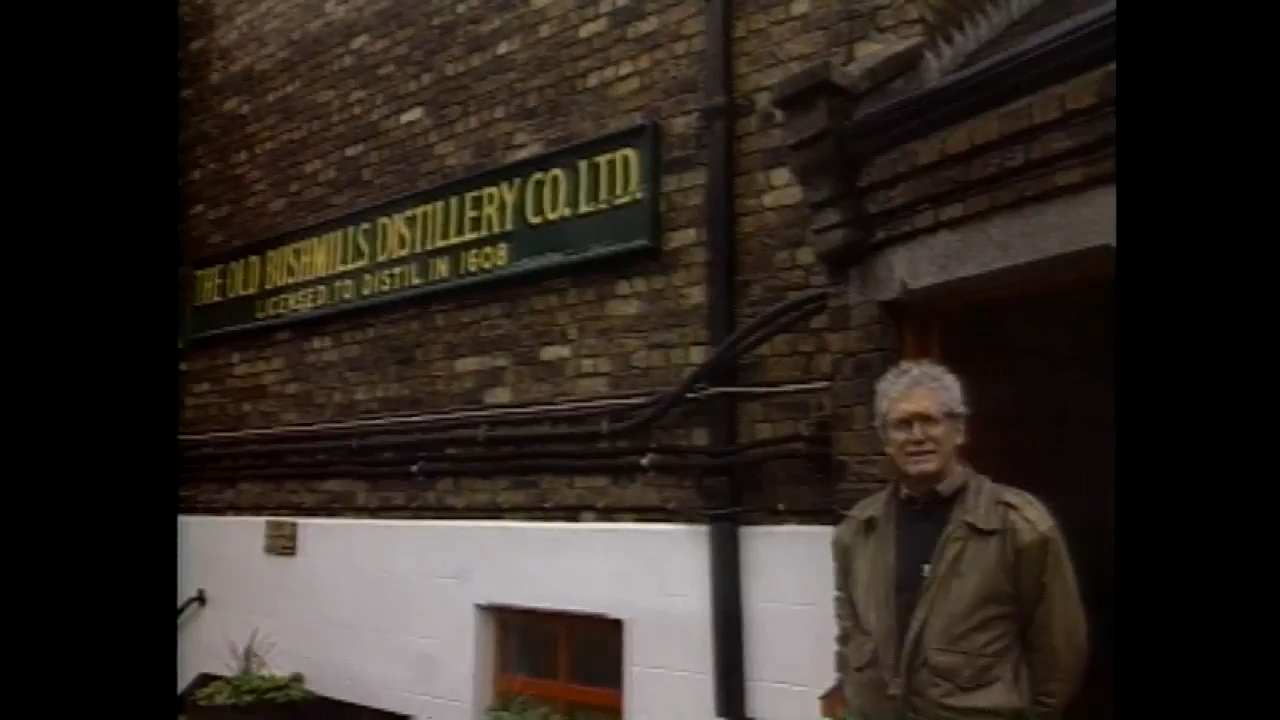 THE OLD BUSHMILLS DISTILLERY CO. LTD.
LICENSED TO DISTIL IN 1608